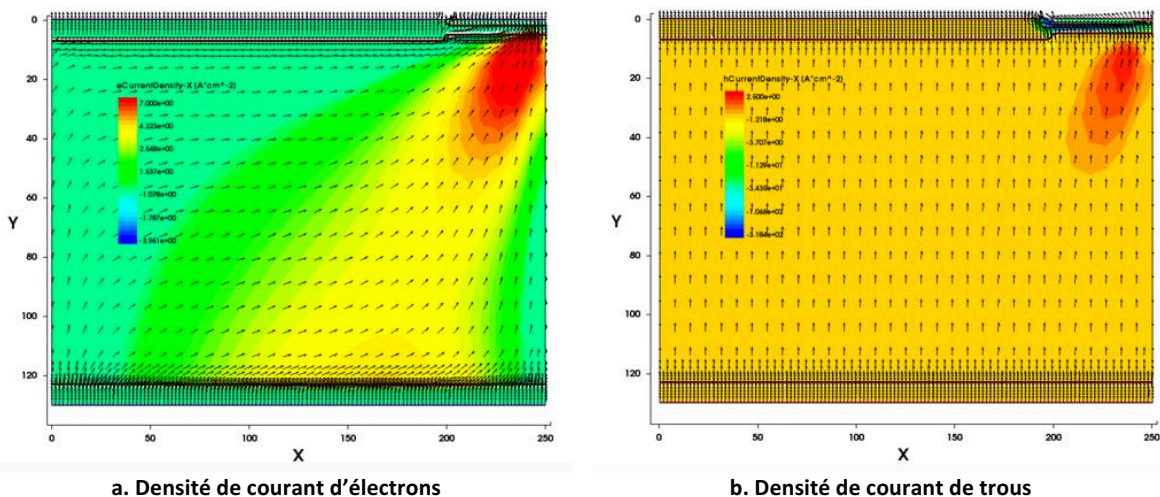 eCurrentDensity-X (A*cm^-2)
7.000e+00
4.223e+00
2.548e+00
1.537e+00
-1.078e+00
-1.787e+00
-2.961e+00
0
20
40
60
80
100
120
Y
0 50 100 150 200 250
X
hCurrentDensity-X (A*cm^-2)
2.500e+00
-1.218e+00
-3.707e+00
-1.129e+01
-3.439e+01
-1.046e+02
-3.184e+02
0
20
40
60
80
100
120
Y
0 50 100 150 200 250
X
a. Densité de courant d’électrons
b. Densité de courant de trous